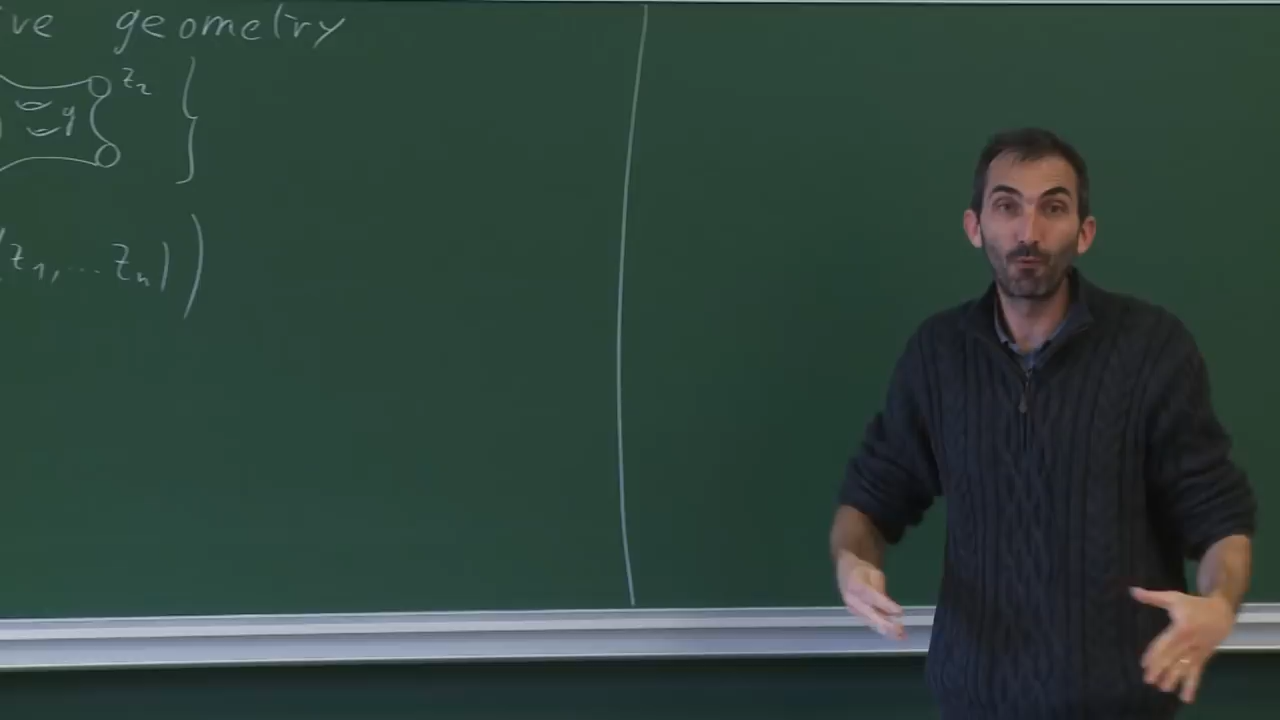 ive geometry
z₂ }
g
(z₁, ... zₙ))